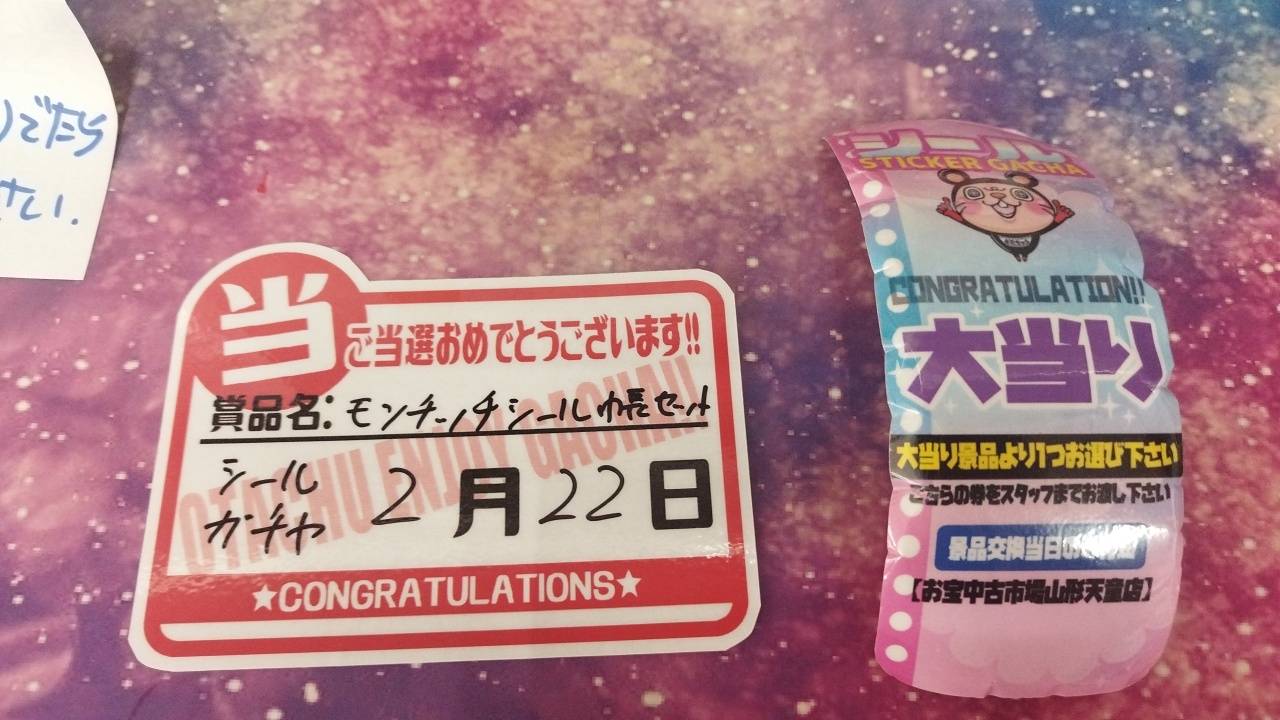 でたら
さい.
当
ご当選おめでとうございます!!
賞品名:モンチッチシール帳セット
OTACHU ENJOY GACHA!!
シール
ガチャ
2月22日
★CONGRATULATIONS★
シール
STICKER GACHA
CONGRATULATION!!
大当り
大当り景品より1つお選び下さい
こちらの券をスタッフまでお渡し下さい
景品交換当日の
【お宝中古市場山形天童店】